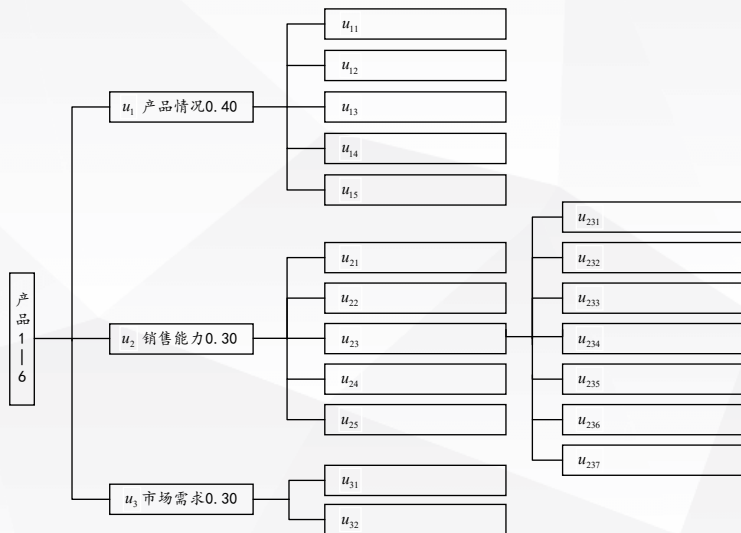 产品1—6
u₁ 产品情况0.40
u₁₁
u₁₂
u₁₃
u₁₄
u₁₅
u₂ 销售能力0.30
u₂₁
u₂₂
u₂₃
u₂₄
u₂₅
u₂₃₁
u₂₃₂
u₂₃₃
u₂₃₄
u₂₃₅
u₂₃₆
u₂₃₇
u₃ 市场需求0.30
u₃₁
u₃₂